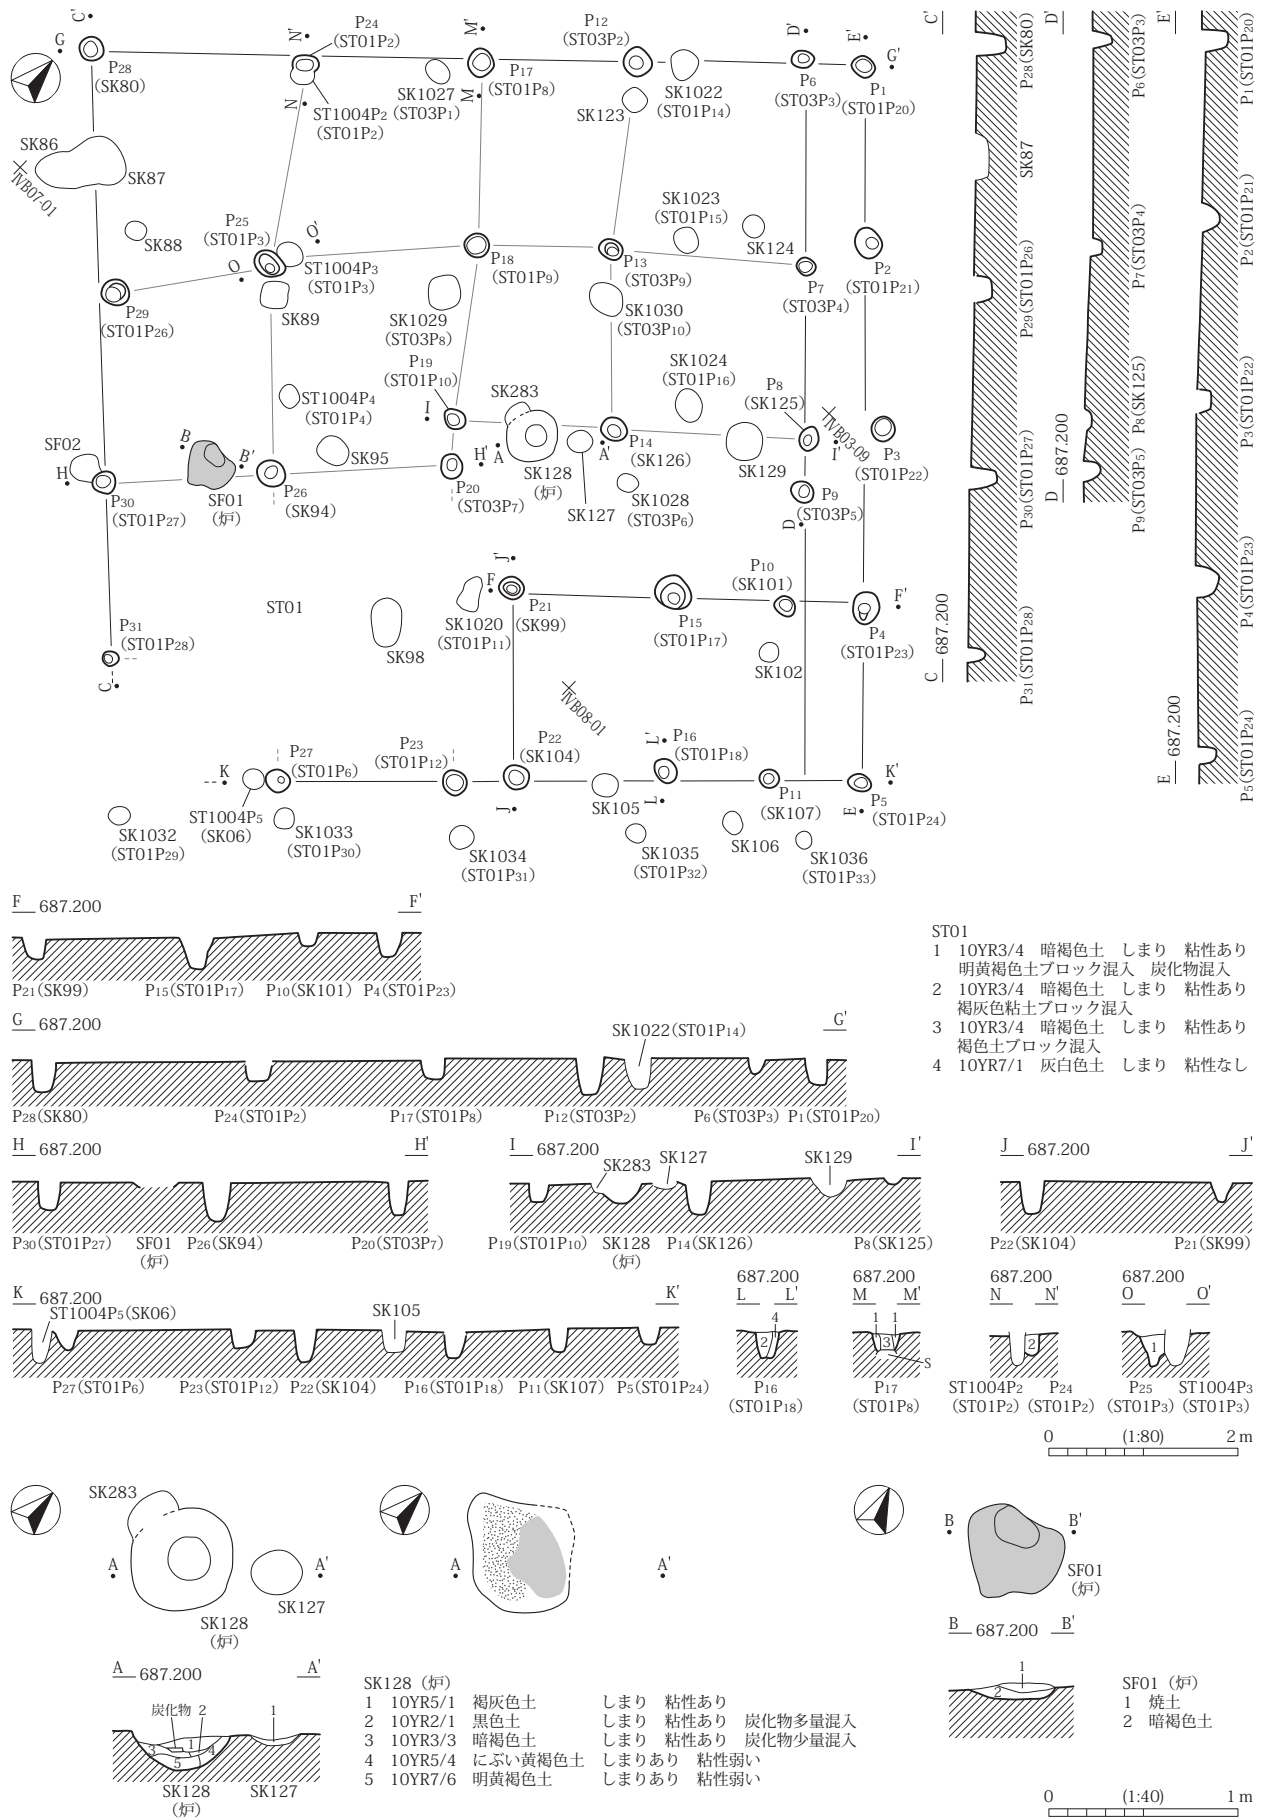 C'
G
P28
(SK80)
N'
P24
(ST01P2)
N
ST1004P2
(ST01P2)
M'
P17
(ST01P8)
M
SK1027
(ST03P1)
P12
(ST03P2)
SK1022
(ST01P14)
SK123
D'
P6
(ST03P3)
E'
G'
P1
(ST01P20)
SK86
SK87
IVB07-01
SK88
P25
(ST01P3)
O'
O
ST1004P3
(ST01P3)
SK89
P18
(ST01P9)
P13
(ST03P9)
SK1023
(ST01P15)
SK124
P2
(ST01P21)
P7
(ST03P4)
P29
(ST01P26)
SK1029
(ST03P8)
SK1030
(ST03P10)
P19
(ST01P10)
I
SK283
SK1024
(ST01P16)
P8
(SK125)
IVB03-09
ST1004P4
(ST01P4)
SF02
H
B
B'
SK95
H'
A
SK128
(炉)
A'
P14
(SK126)
SK129
I'
P3
(ST01P22)
P30
(ST01P27)
SF01
(炉)
P26
(SK94)
P20
(ST03P7)
SK127
SK1028
(ST03P6)
P9
(ST03P5)
D
J'
F
P21
(SK99)
P10
(SK101)
F'
P15
(ST01P17)
P4
(ST01P23)
ST01
SK98
SK1020
(ST01P11)
P31
(ST01P28)
C
SK102
IVB08-01
K
P27
(ST01P6)
P23
(ST01P12)
P22
(SK104)
L'
P16
(ST01P18)
K'
ST1004P5
(SK06)
J
SK105
L
P11
(SK107)
E
P5
(ST01P24)
SK1032
(ST01P29)
SK1033
(ST01P30)
SK1034
(ST01P31)
SK1035
(ST01P32)
SK106
SK1036
(ST01P33)
C'
P28(SK80)
SK87
P29(ST01P26)
P30(ST01P27)
P31(ST01P28)
C 687.200
D'
P6(ST03P3)
P7(ST03P4)
P8(SK125)
P9(ST03P5)
D 687.200
E'
P1(ST01P20)
P2(ST01P21)
P3(ST01P22)
P4(ST01P23)
P5(ST01P24)
E 687.200
F 687.200 F'
P21(SK99) P15(ST01P17) P10(SK101) P4(ST01P23)
ST01
1 10YR3/4 暗褐色土 しまり 粘性あり
明黄褐色土ブロック混入 炭化物混入
2 10YR3/4 暗褐色土 しまり 粘性あり
褐灰色粘土ブロック混入
3 10YR3/4 暗褐色土 しまり 粘性あり
褐色土ブロック混入
4 10YR7/1 灰白色土 しまり 粘性なし
G 687.200 G'
SK1022(ST01P14)
P28(SK80) P24(ST01P2) P17(ST01P8) P12(ST03P2) P6(ST03P3) P1(ST01P20)
H 687.200 H'
P30(ST01P27) SF01 P26(SK94) P20(ST03P7)
(炉)
I 687.200 I'
SK283 SK127 SK129
P19(ST01P10) SK128 P14(SK126) P8(SK125)
(炉)
J 687.200 J'
P22(SK104) P21(SK99)
K 687.200 K'
ST1004P5(SK06) SK105
P27(ST01P6) P23(ST01P12) P22(SK104) P16(ST01P18) P11(SK107) P5(ST01P24)
687.200
L L'
4
2
P16
(ST01P18)
687.200
M M'
1 1
3
S
P17
(ST01P8)
687.200
N N'
2
ST1004P2 P24
(ST01P2) (ST01P2)
687.200
O O'
1
P25 ST1004P3
(ST01P3) (ST01P3)
0 (1:80) 2 m
SK283
A A'
SK127
SK128
(炉)
A A'
B B'
SF01
(炉)
B 687.200 B'
1
2
SF01(炉)
1 焼土
2 暗褐色土
A 687.200 A'
炭化物 2 1
3 1 4
5
SK128 SK127
(炉)
SK128(炉)
1 10YR5/1 褐灰色土 しまり 粘性あり
2 10YR2/1 黒色土 しまり 粘性あり 炭化物多量混入
3 10YR3/3 暗褐色土 しまり 粘性あり 炭化物少量混入
4 10YR5/4 にぶい黄褐色土 しまりあり 粘性弱い
5 10YR7/6 明黄褐色土 しまりあり 粘性弱い
0 (1:40) 1 m